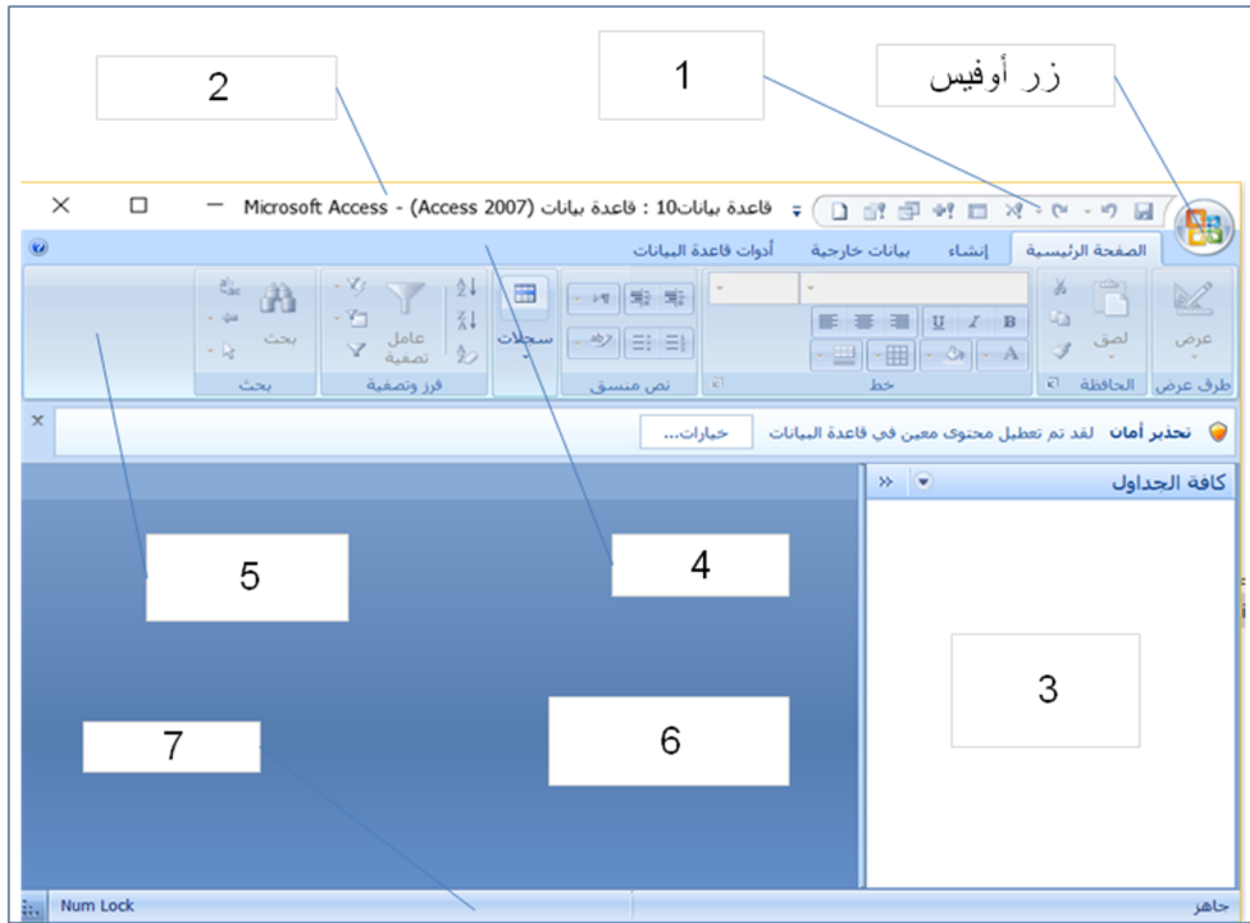 زر أوفيس
1
2
قاعدة بيانات10 : قاعدة بيانات (Access 2007) - Microsoft Access
الصفحة الرئيسية إنشاء بيانات خارجية أدوات قاعدة البيانات
عرض
لصق
B I U
A
سجلات
عامل تصفية
بحث
طرق عرض الحافظة خط نص منسق فرز وتصفية بحث
تحذير أمان لقد تم تعطيل محتوى معين في قاعدة البيانات خيارات...
كافة الجداول
5
4
3
6
7
جاهز Num Lock